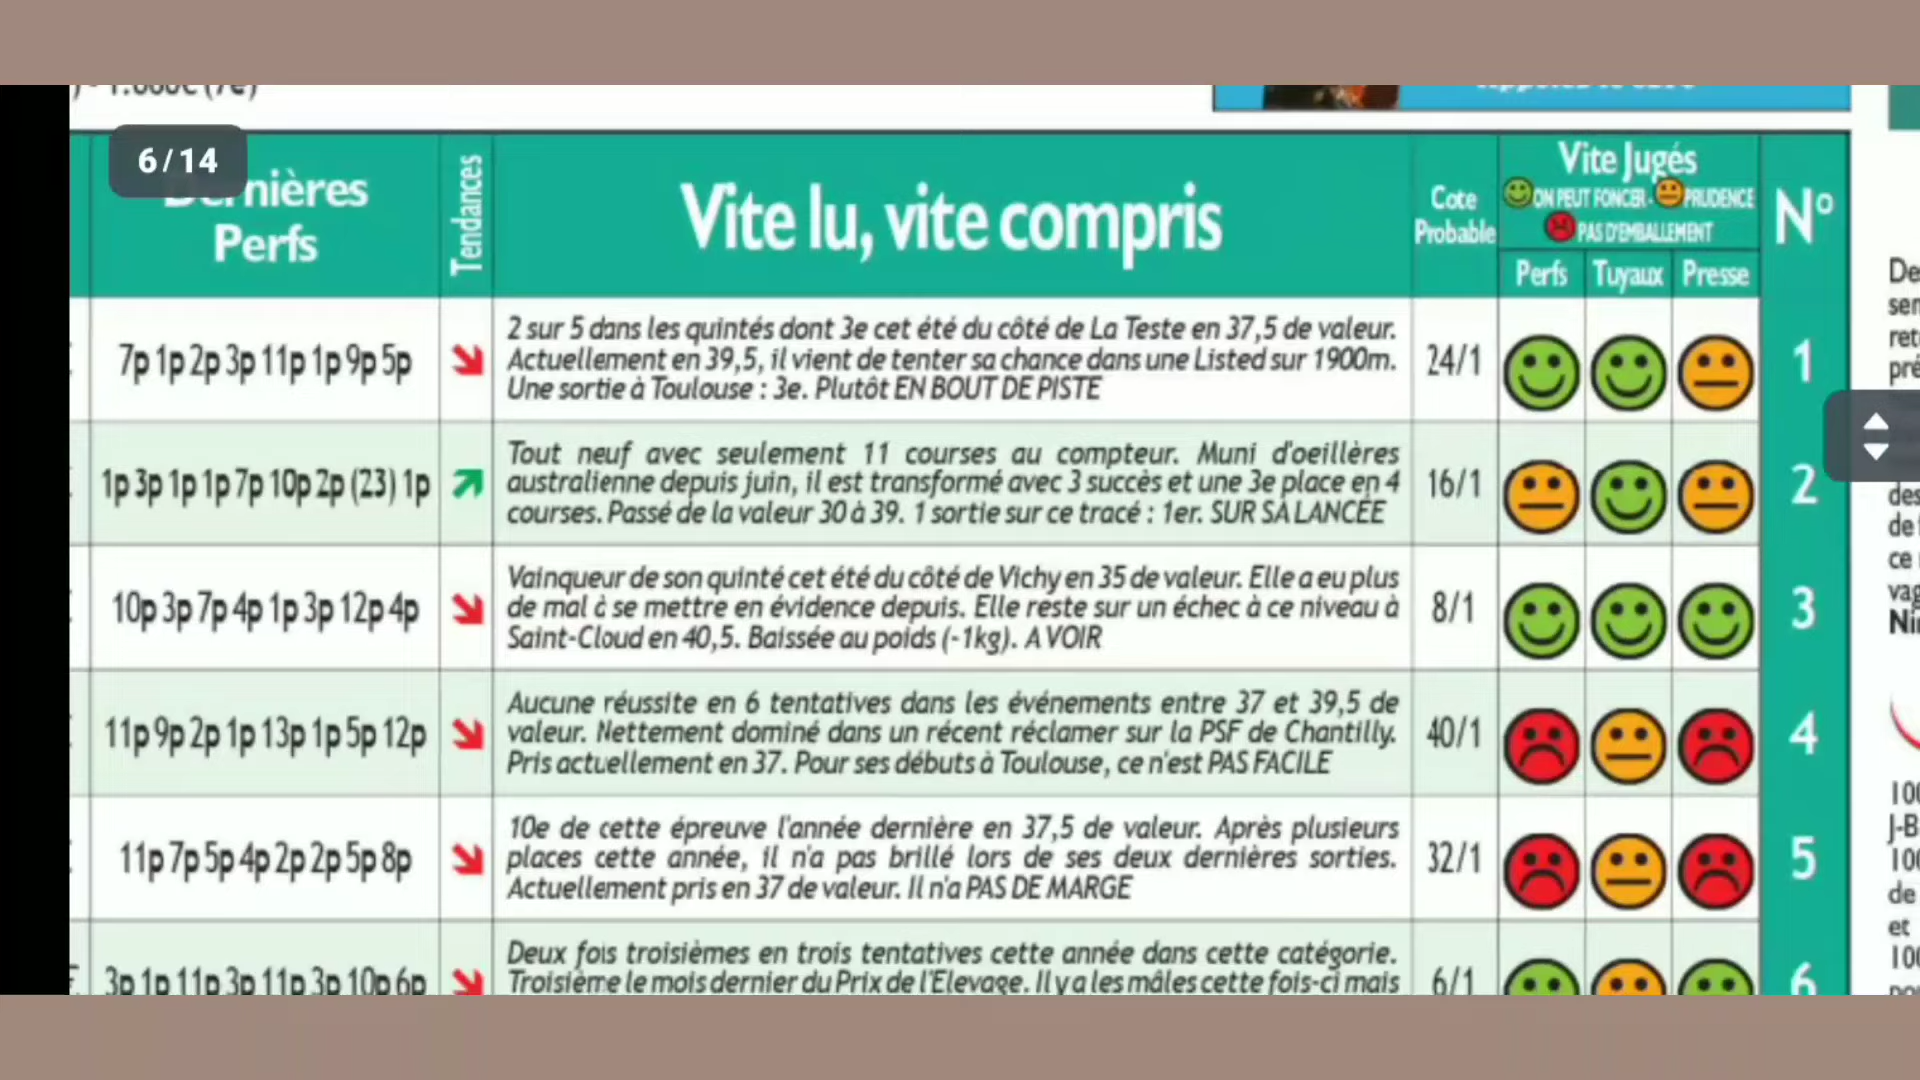 6/14
Perfs
Tendances
Vite lu, vite compris
Cote
Probable
Vite Jugés
ON PEUT FONCER - PRUDENCE
PAS D'EMBALLEMENT
Perfs Tuyaux Presse
N°
7p 1p 2p 3p 11p 1p 9p 5p
2 sur 5 dans les quintés dont 3e cet été du côté de La Teste en 37,5 de valeur.
Actuellement en 39,5, il vient de tenter sa chance dans une Listed sur 1900m.
Une sortie à Toulouse : 3e. Plutôt EN BOUT DE PISTE
24/1
1
1p 3p 1p 1p 7p 10p 2p (23) 1p
Tout neuf avec seulement 11 courses au compteur. Muni d'oeillères
australienne depuis juin, il est transformé avec 3 succès et une 3e place en 4
courses. Passé de la valeur 30 à 39. 1 sortie sur ce tracé : 1er. SUR SA LANCÉE
16/1
2
10p 3p 7p 4p 1p 3p 12p 4p
Vainqueur de son quinté cet été du côté de Vichy en 35 de valeur. Elle a eu plus
de mal à se mettre en évidence depuis. Elle reste sur un échec à ce niveau à
Saint-Cloud en 40,5. Baissée au poids (-1kg). A VOIR
8/1
3
11p 9p 2p 1p 13p 1p 5p 12p
Aucune réussite en 6 tentatives dans les événements entre 37 et 39,5 de
valeur. Nettement dominé dans un récent réclamer sur la PSF de Chantilly.
Pris actuellement en 37. Pour ses débuts à Toulouse, ce n'est PAS FACILE
40/1
4
11p 7p 5p 4p 2p 2p 5p 8p
10e de cette épreuve l'année dernière en 37,5 de valeur. Après plusieurs
places cette année, il n'a pas brillé lors de ses deux dernières sorties.
Actuellement pris en 37 de valeur. Il n'a PAS DE MARGE
32/1
5
3p 1p 11p 3p 11p 3p 10p 6p
Deux fois troisièmes en trois tentatives cette année dans cette catégorie.
Troisième le mois dernier du Prix de l'Elevage. Il y a les mâles cette fois-ci mais
6/1
6
des
de
ce
100
J-B
100
de
et
100